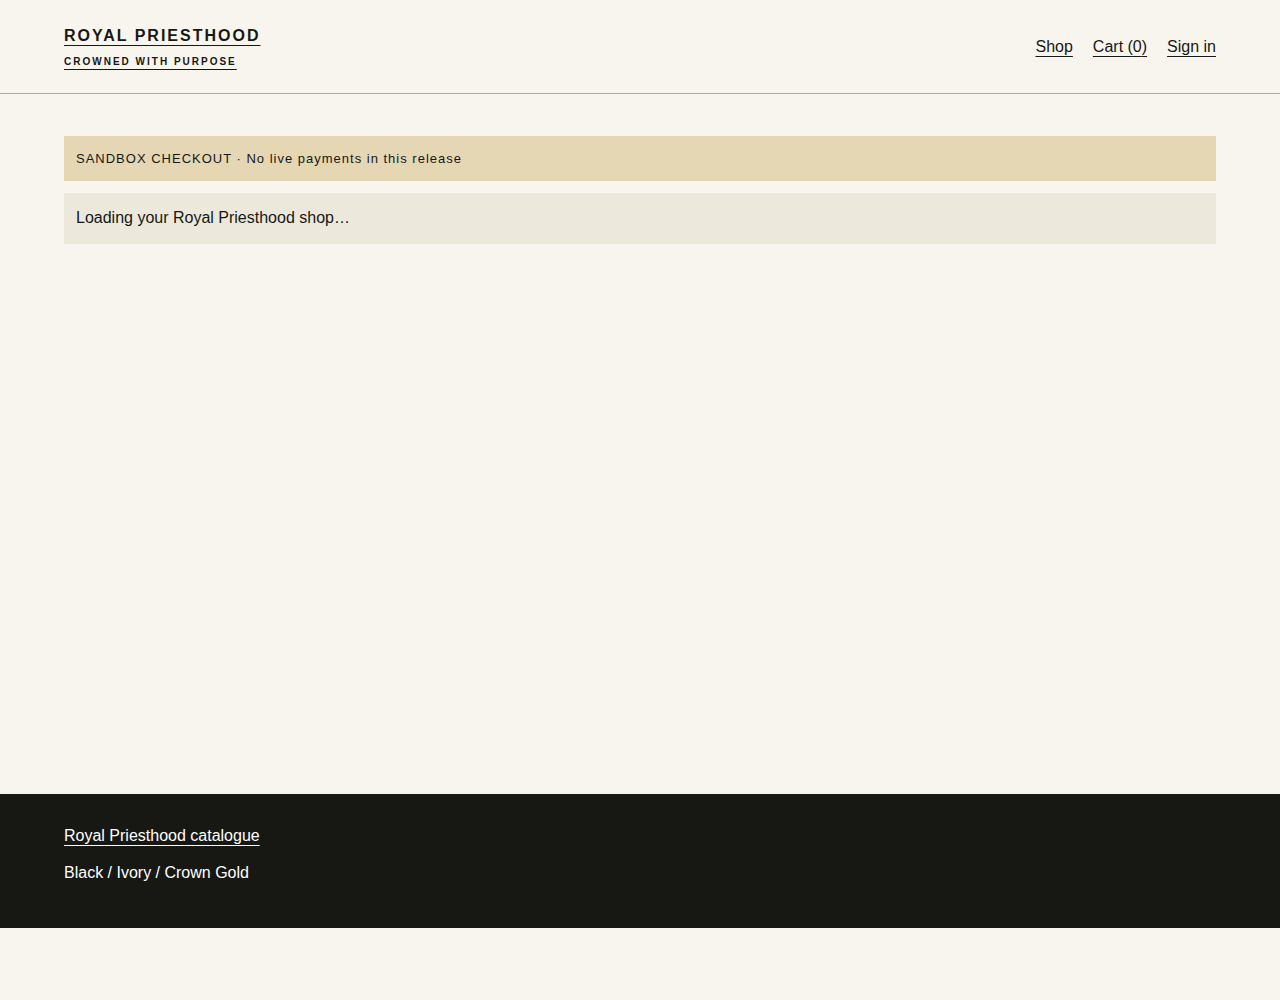 ROYAL PRIESTHOOD
CROWNED WITH PURPOSE
Shop Cart (0) Sign in
SANDBOX CHECKOUT · No live payments in this release
Loading your Royal Priesthood shop…
Royal Priesthood catalogue
Black / Ivory / Crown Gold